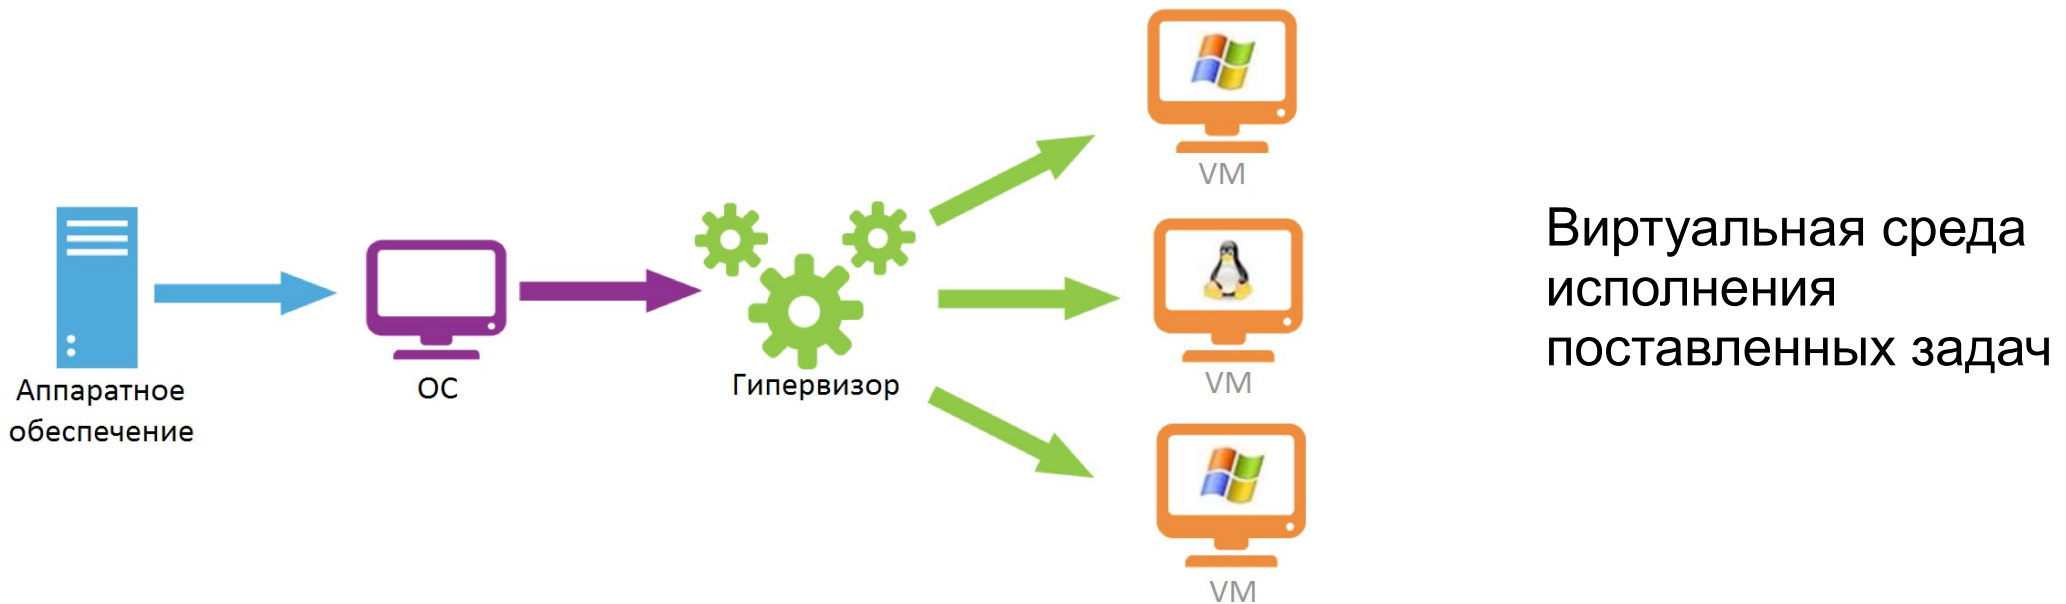 Аппаратное
обеспечение
ОС
Гипервизор
VM
VM
VM
Виртуальная среда
исполнения
поставленных задач